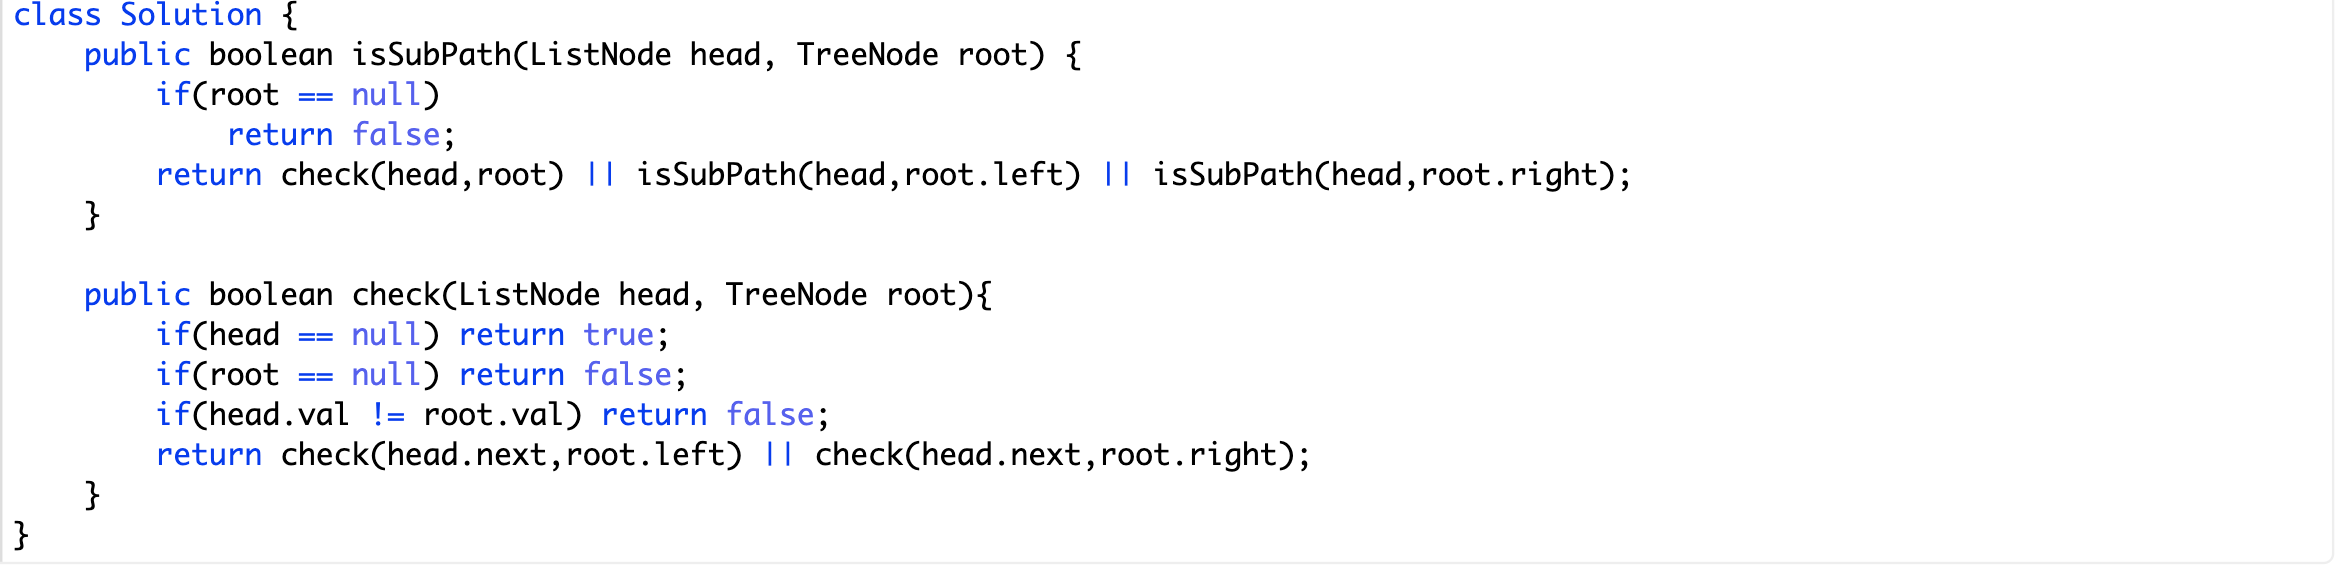 class Solution {
    public boolean isSubPath(ListNode head, TreeNode root) {
        if(root == null)
            return false;
        return check(head,root) || isSubPath(head,root.left) || isSubPath(head,root.right);
    }

    public boolean check(ListNode head, TreeNode root){
        if(head == null) return true;
        if(root == null) return false;
        if(head.val != root.val) return false;
        return check(head.next,root.left) || check(head.next,root.right);
    }
}